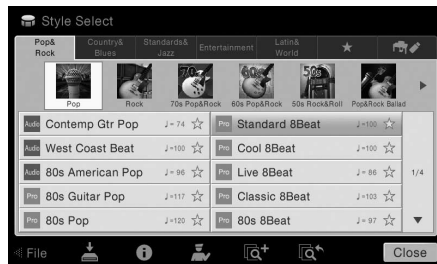 Style Select
Pop& Rock
Country& Blues
Standards& Jazz
Entertainment
Latin& World
Pop
Rock
70s Pop&Rock
60s Pop&Rock
50s Rock&Roll
Pop&Rock Ballad
Audio Contemp Gtr Pop ♩= 74
Pro Standard 8Beat ♩=100
Audio West Coast Beat ♩=100
Pro Cool 8Beat ♩=100
Audio 80s American Pop ♩= 96
Pro Live 8Beat ♩= 86
1/4
Pro 80s Guitar Pop ♩=117
Pro Classic 8Beat ♩=103
Pro 80s Pop ♩=120
Pro 80s 8Beat ♩= 97
File
Close